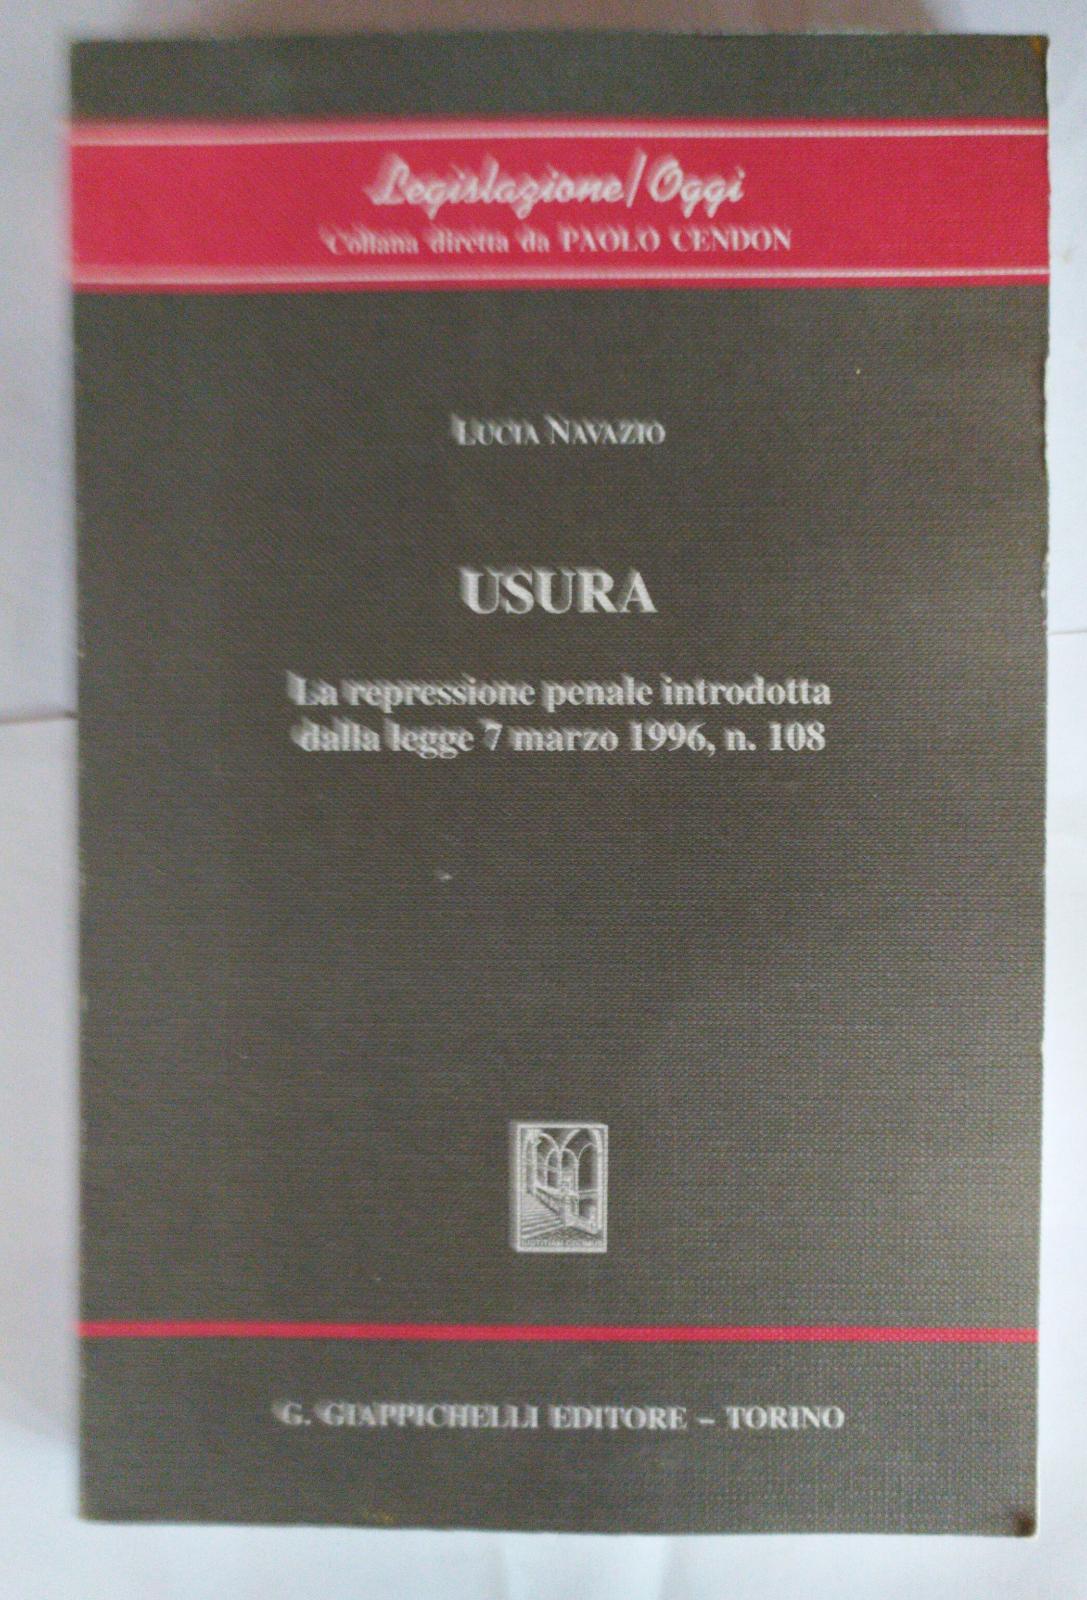 Legislazione/Oggi
Collana diretta da PAOLO CENDON
LUCIA NAVAZIO
USURA
La repressione penale introdotta
dalla legge 7 marzo 1996, n. 108
G. GIAPPICHELLI EDITORE – TORINO